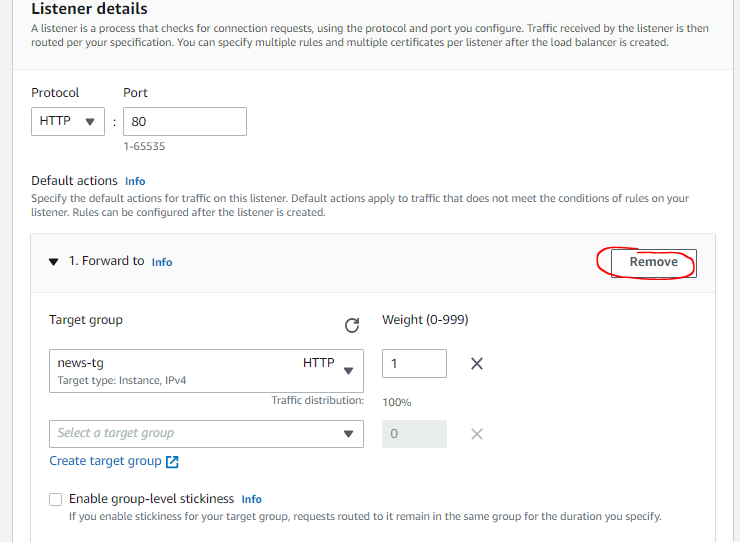 Listener details
A listener is a process that checks for connection requests, using the protocol and port you configure. Traffic received by the listener is then
routed per your specification. You can specify multiple rules and multiple certificates per listener after the load balancer is created.
Protocol Port
HTTP : 80
1-65535
Default actions Info
Specify the default actions for traffic on this listener. Default actions apply to traffic that does not meet the conditions of rules on your
listener. Rules can be configured after the listener is created.
1. Forward to Info Remove
Target group Weight (0-999)
news-tg HTTP 1
Target type: Instance, IPv4
Traffic distribution: 100%
Select a target group 0
Create target group
Enable group-level stickiness Info
If you enable stickiness for your target group, requests routed to it remain in the same group for the duration you specify.